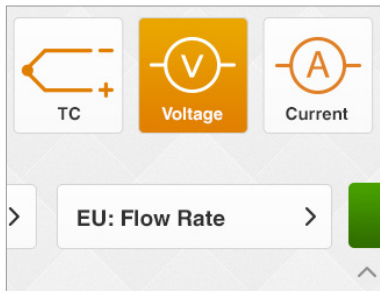 V
A
TC
Voltage
Current
EU: Flow Rate